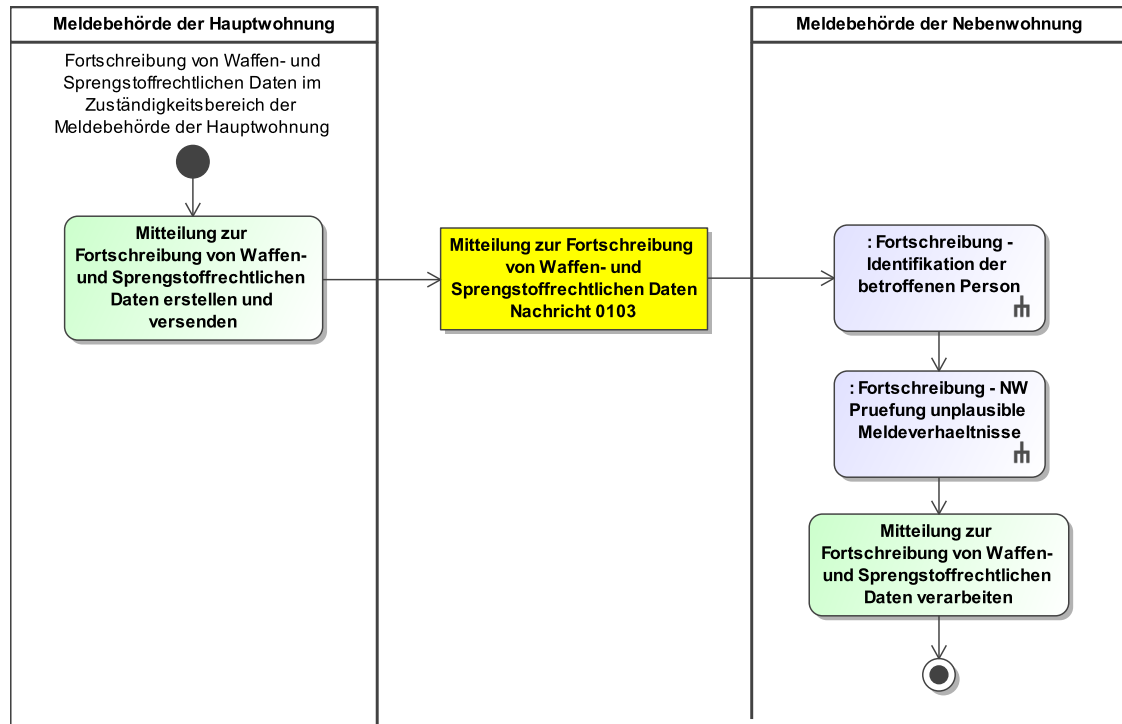 Meldebehörde der Hauptwohnung
Fortschreibung von Waffen- und
Sprengstoffrechtlichen Daten im
Zuständigkeitsbereich der
Meldebehörde der Hauptwohnung
Mitteilung zur
Fortschreibung von Waffen-
und Sprengstoffrechtlichen
Daten erstellen und
versenden
Mitteilung zur Fortschreibung
von Waffen- und
Sprengstoffrechtlichen Daten
Nachricht 0103
Meldebehörde der Nebenwohnung
: Fortschreibung -
Identifikation der
betroffenen Person
: Fortschreibung - NW
Pruefung unplausible
Meldeverhaeltnisse
Mitteilung zur
Fortschreibung von Waffen-
und Sprengstoffrechtlichen
Daten verarbeiten